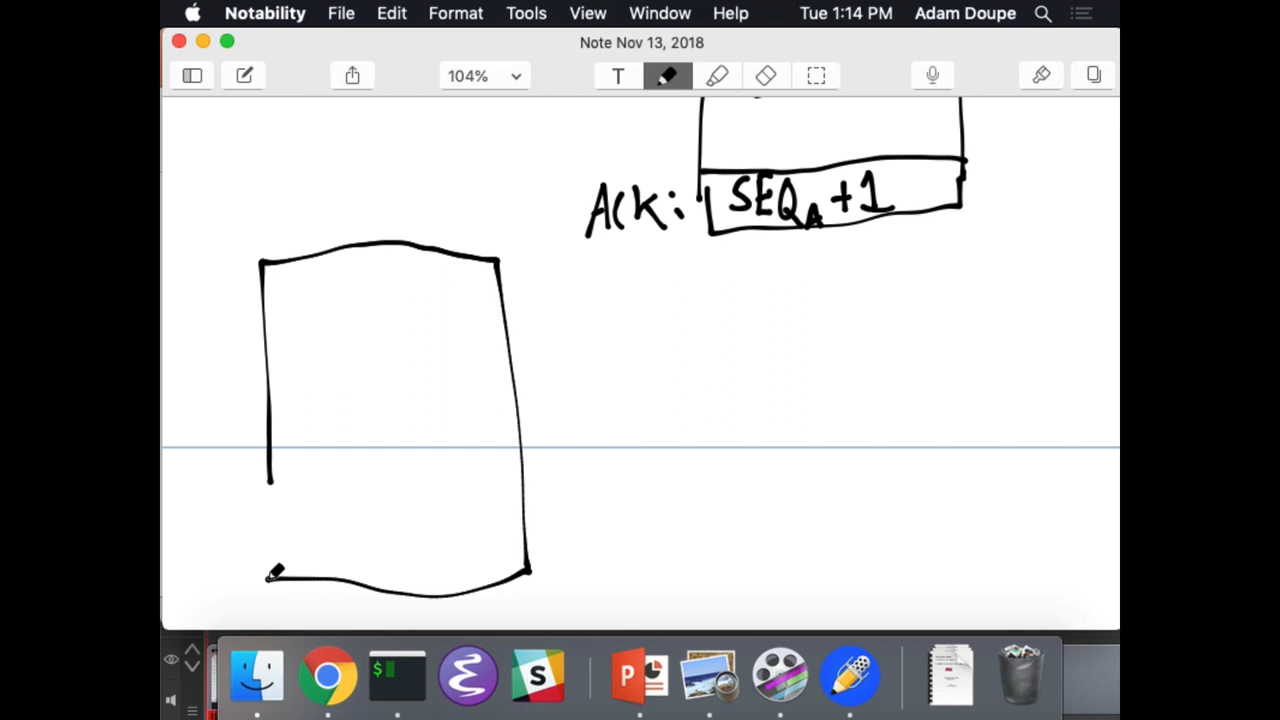 Notability File Edit Format Tools View Window Help Tue 1:14 PM Adam Doupe
Note Nov 13, 2018
104% T
Ack: SEQA+1
$
S
P